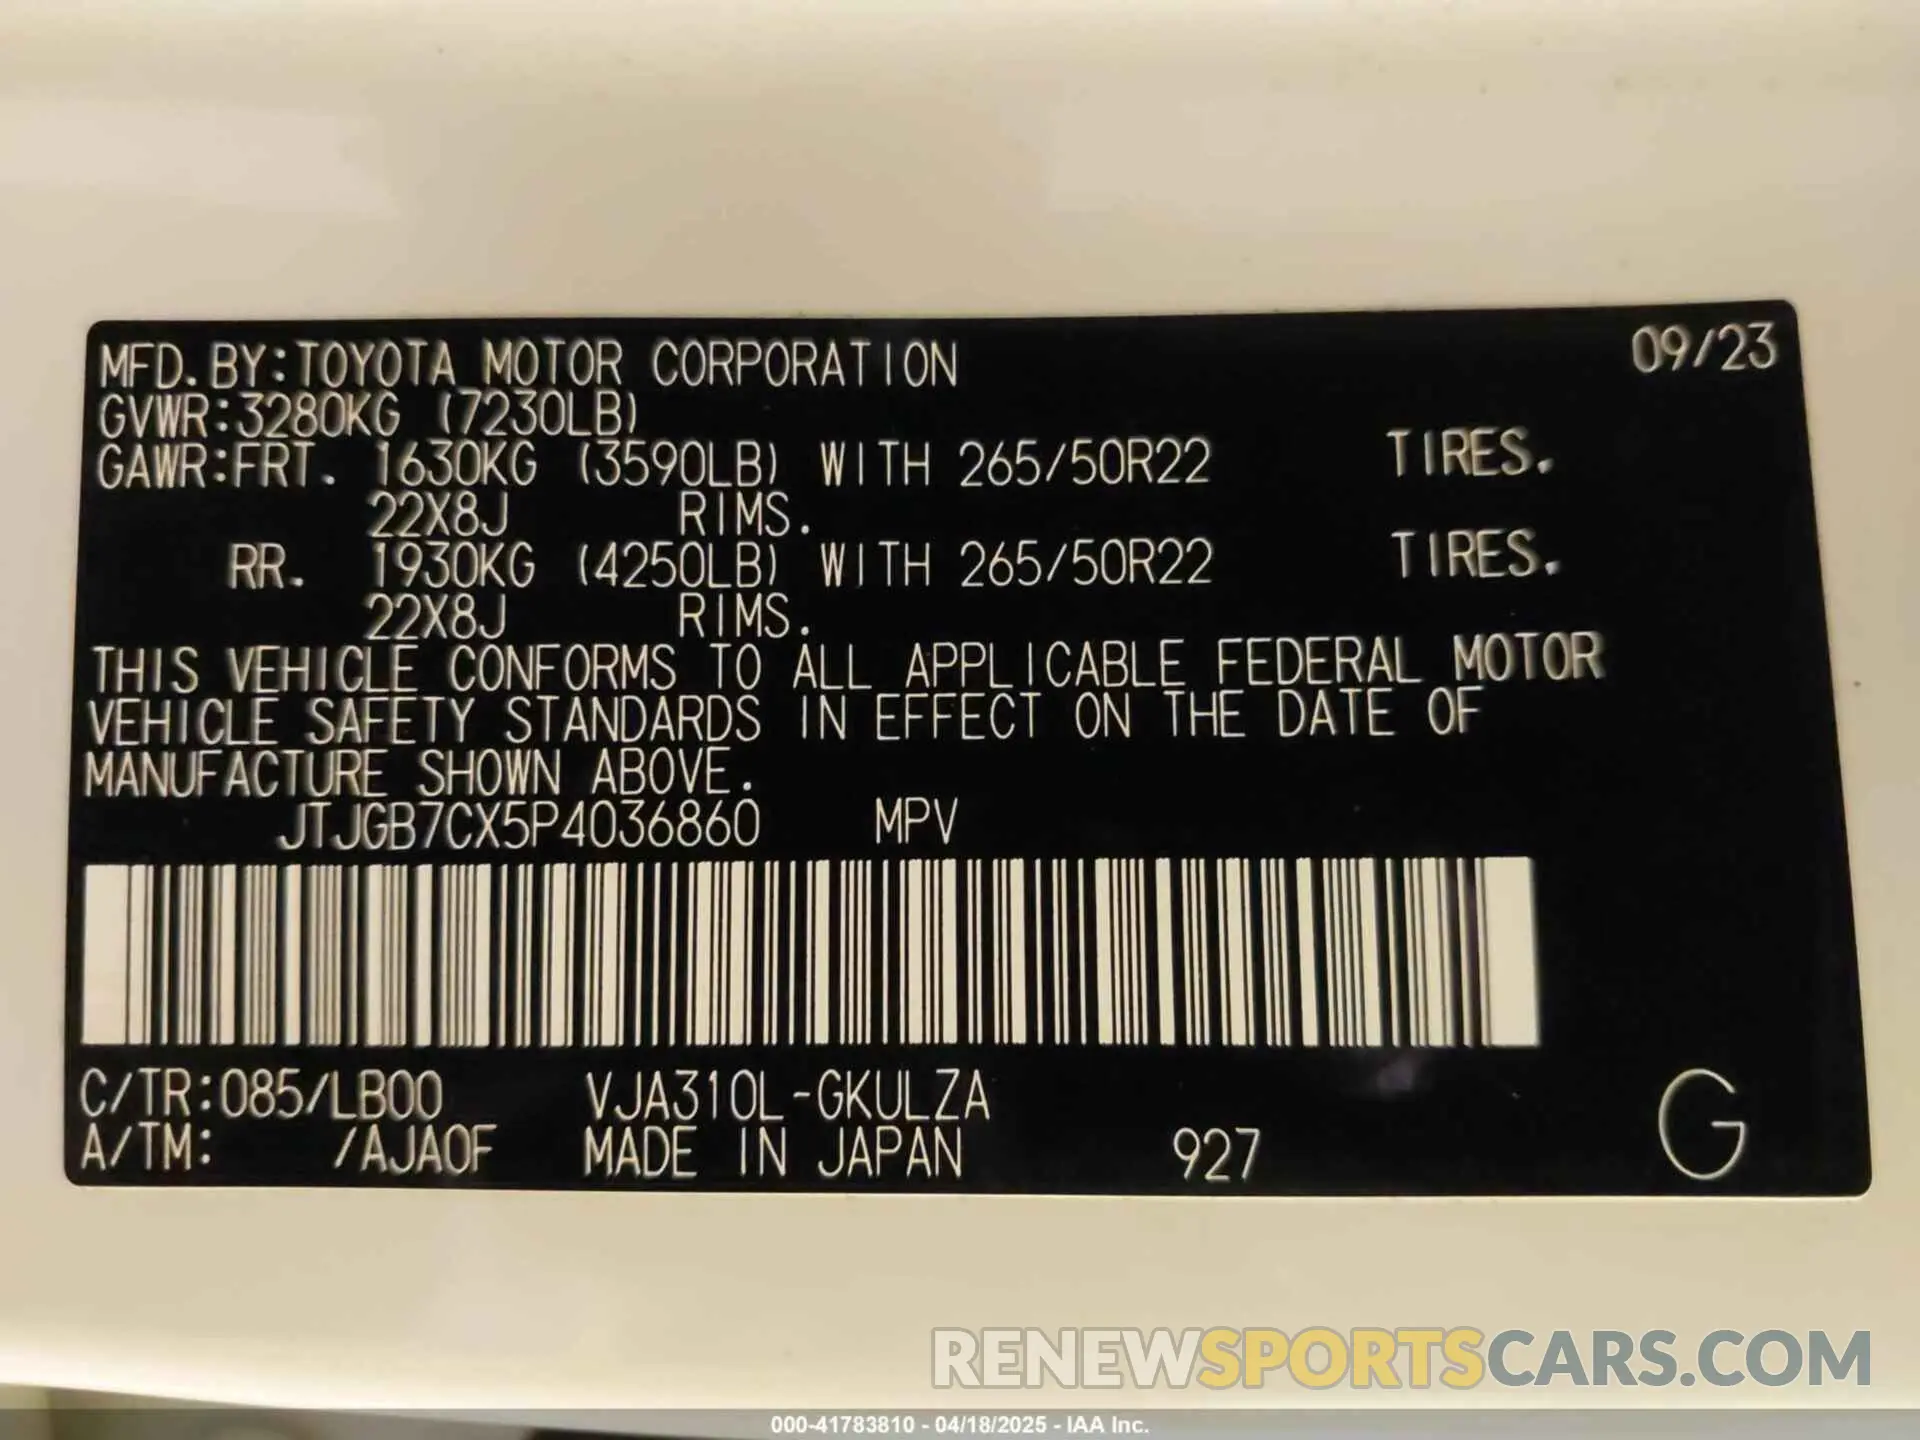 MFD. BY:TOYOTA MOTOR CORPORATION 09/23
GVWR:3280KG (7230LB)
GAWR:FRT. 1630KG (3590LB) WITH 265/50R22 TIRES.
22X8J RIMS.
RR. 1930KG (4250LB) WITH 265/50R22 TIRES.
22X8J RIMS.
THIS VEHICLE CONFORMS TO ALL APPLICABLE FEDERAL MOTOR
VEHICLE SAFETY STANDARDS IN EFFECT ON THE DATE OF
MANUFACTURE SHOWN ABOVE.
JTJGB7CX5P4036860 MPV
C/TR:085/LB00 VJA310L-GKULZA
A/TM: /AJA0F MADE IN JAPAN 927 G
RENEWSPORTSCARS.COM
000-41783810 - 04/18/2025 - IAA Inc.